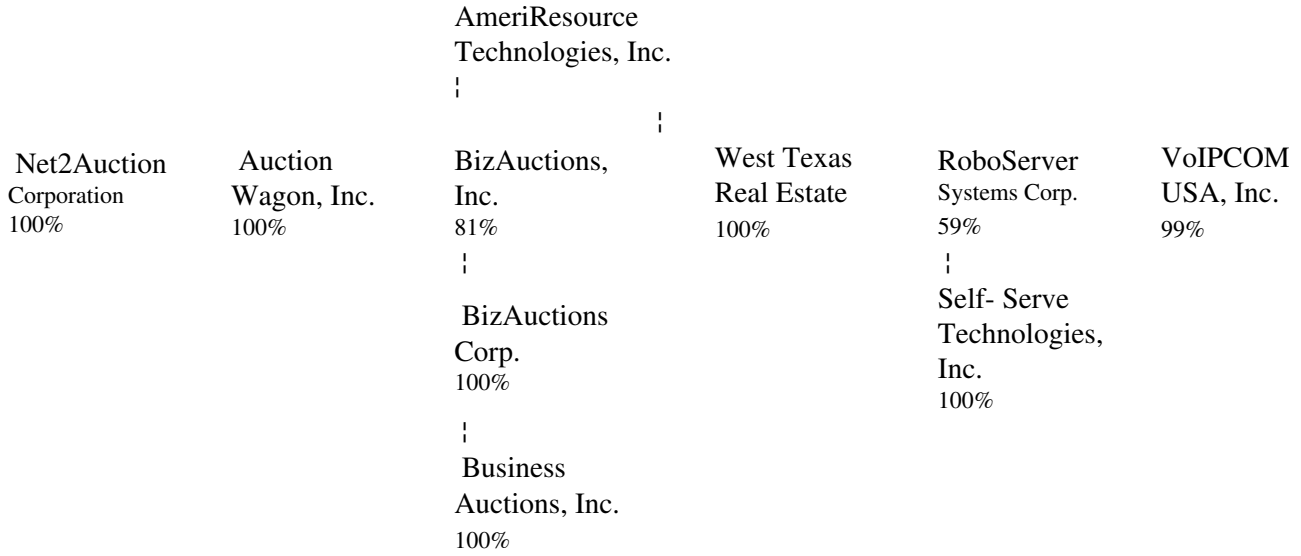 AmeriResource
Technologies, Inc.
¦
¦
Net2Auction
Corporation
100%
Auction
Wagon, Inc.
100%
BizAuctions,
Inc.
81%
West Texas
Real Estate
100%
RoboServer
Systems Corp.
59%
VoIPCOM
USA, Inc.
99%
¦
BizAuctions
Corp.
100%
¦
Self- Serve
Technologies,
Inc.
100%
¦
Business
Auctions, Inc.
100%